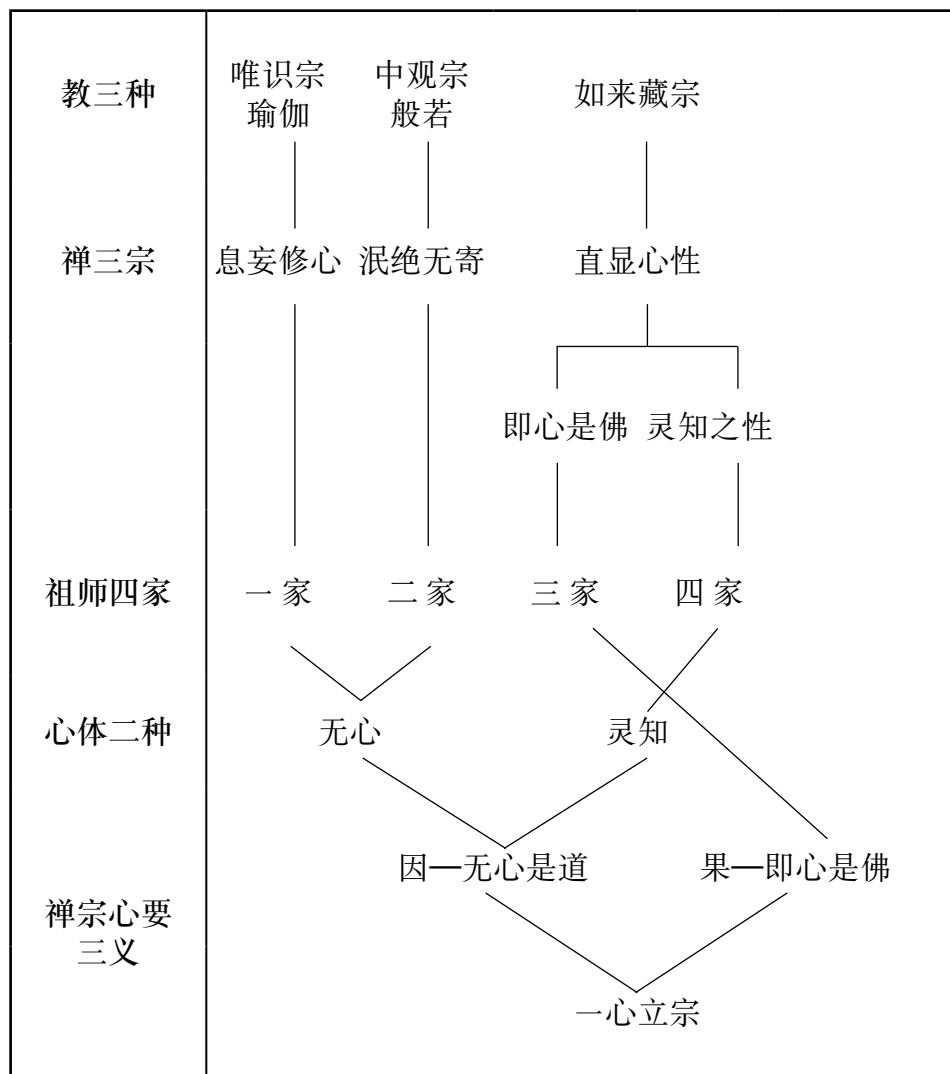 教三种
唯识宗
瑜伽
中观宗
般若
如来藏宗
禅三宗
息妄修心
泯绝无寄
直显心性
即心是佛
灵知之性
祖师四家
一 家
二 家
三 家
四 家
心体二种
无心
灵知
因—无心是道
果—即心是佛
禅宗心要
三义
一心立宗